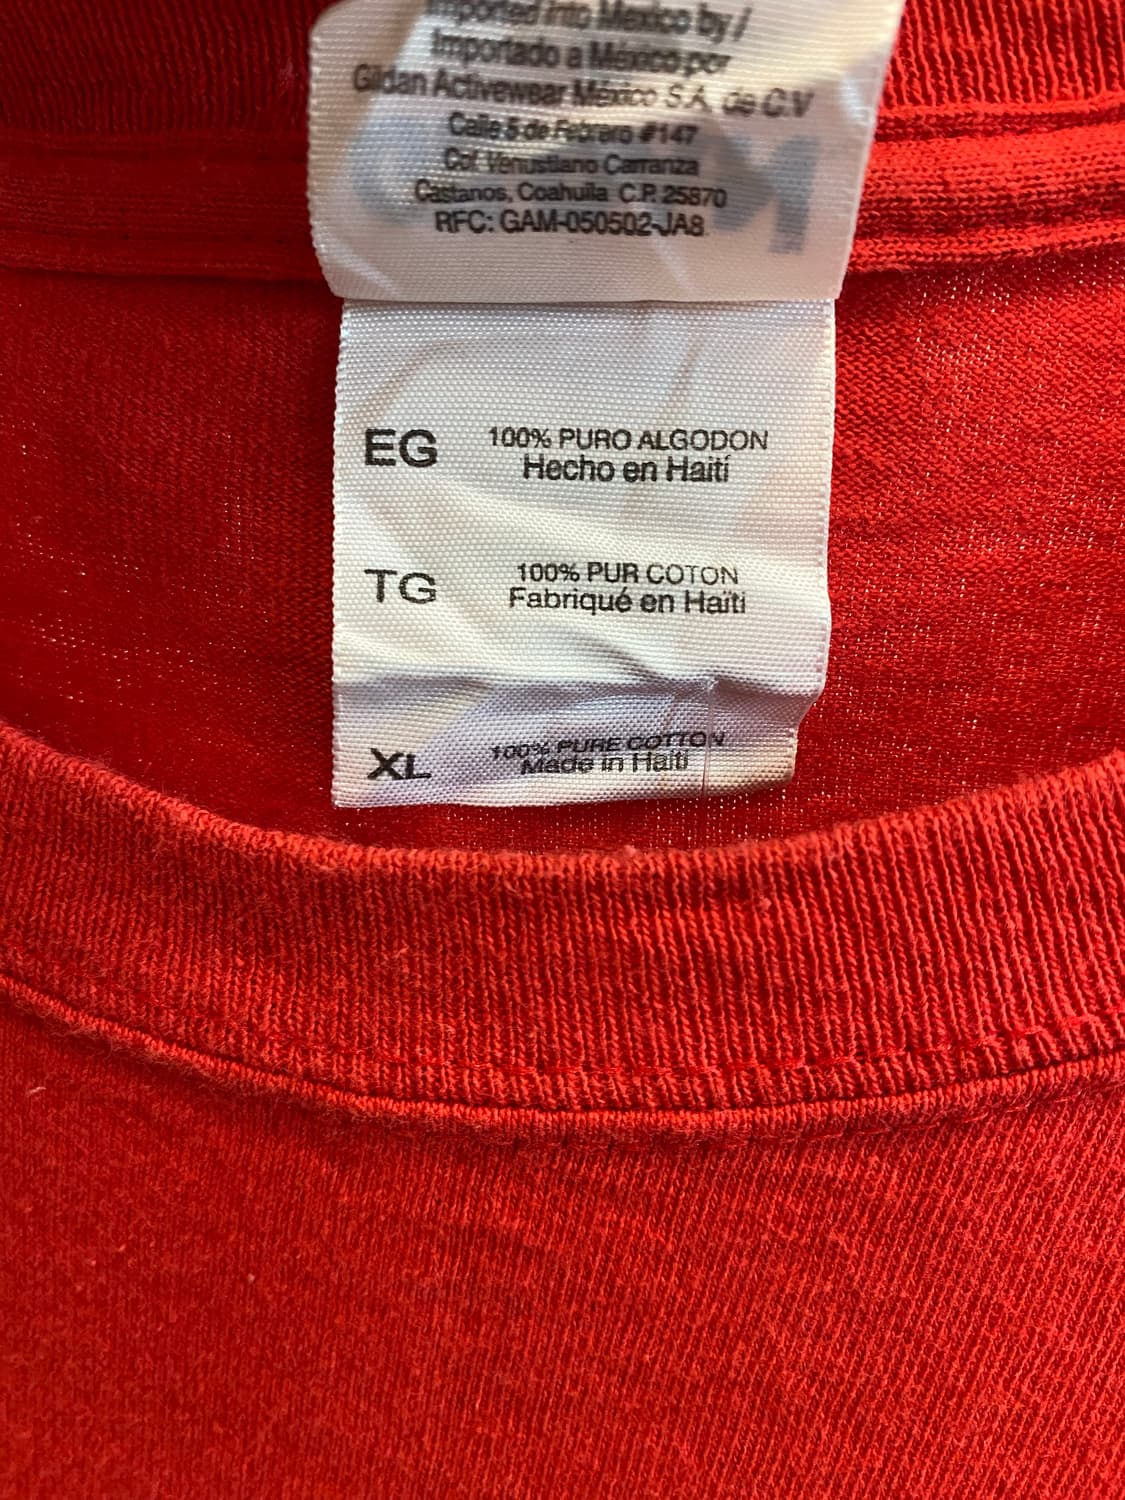 Imported into Mexico by /
Importado a México por
Gildan Activewear México S.A. de C.V
Calle 5 de Febrero #147
Col. Venustiano Carranza
Castanos, Coahuila C.P. 25870
RFC: GAM-050502-JA8
EG 100% PURO ALGODON
Hecho en Haití
TG 100% PUR COTON
Fabriqué en Haïti
XL 100% PURE COTTON
Made in Haiti